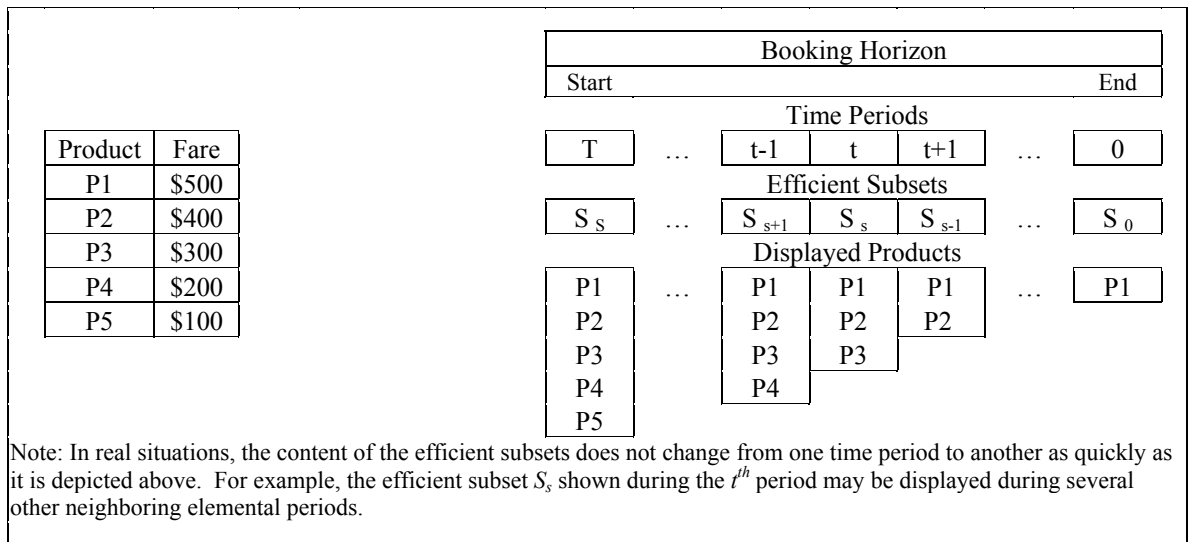 Booking Horizon
Start End
Time Periods
Product Fare T … t-1 t t+1 … 0
P1 $500 Efficient Subsets
P2 $400 S S … S s+1 S s S s-1 … S 0
P3 $300 Displayed Products
P4 $200 P1 … P1 P1 P1 … P1
P5 $100 P2 P2 P2 P2
P3 P3 P3
P4 P4
P5
Note: In real situations, the content of the efficient subsets does not change from one time period to another as quickly as
it is depicted above. For example, the efficient subset Ss shown during the tth period may be displayed during several
other neighboring elemental periods.